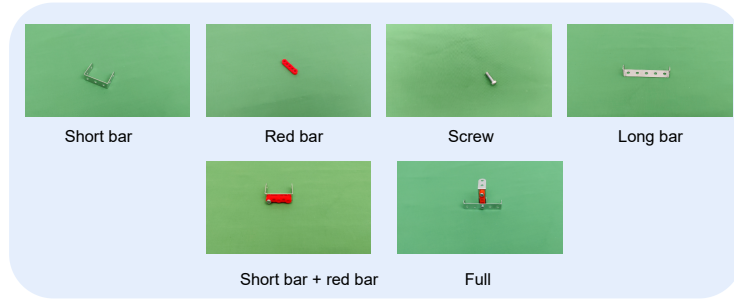 Short bar
Red bar
Screw
Long bar
Short bar + red bar
Full